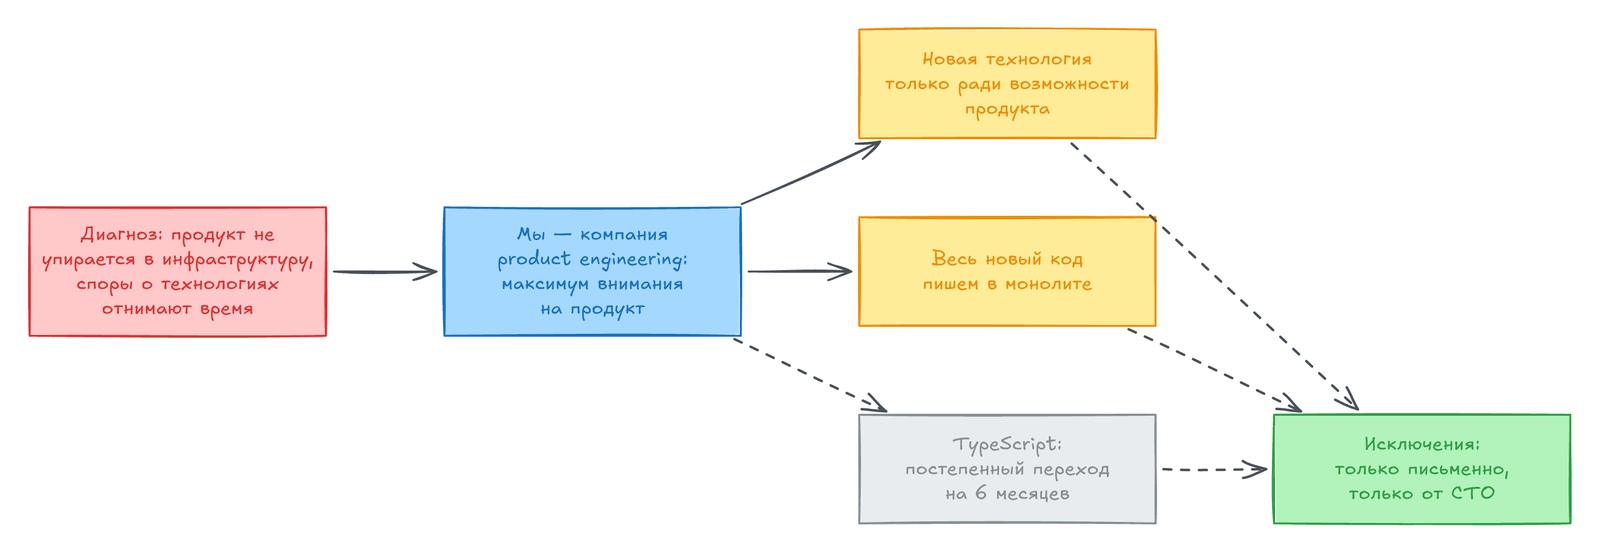 Новая технология
только ради возможности
продукта
Диагноз: продукт не
упирается в инфраструктуру,
споры о технологиях
отнимают время
Мы — компания
product engineering:
максимум внимания
на продукт
Весь новый код
пишем в монолите
TypeScript:
постепенный переход
на 6 месяцев
Исключения:
только письменно,
только от CTO